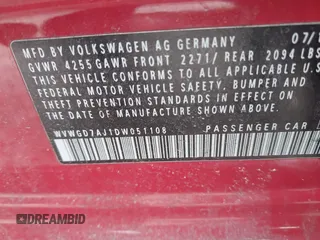 MFD BY VOLKSWAGEN AG GERMANY 07/1
GVWR 4255 GAWR FRONT 2271/ REAR 2094 LBS
THIS VEHICLE CONFORMS TO ALL APPLICABLE U.S
FEDERAL MOTOR VEHICLE SAFETY, BUMPER AND
THEFT PREVENTION STANDARDS IN EFFECT ON
THE DATE OF MANUFACTURE SHOWN ABOVE
WVWGD7AJ1DW051108 PASSENGER CAR
DREAMBID